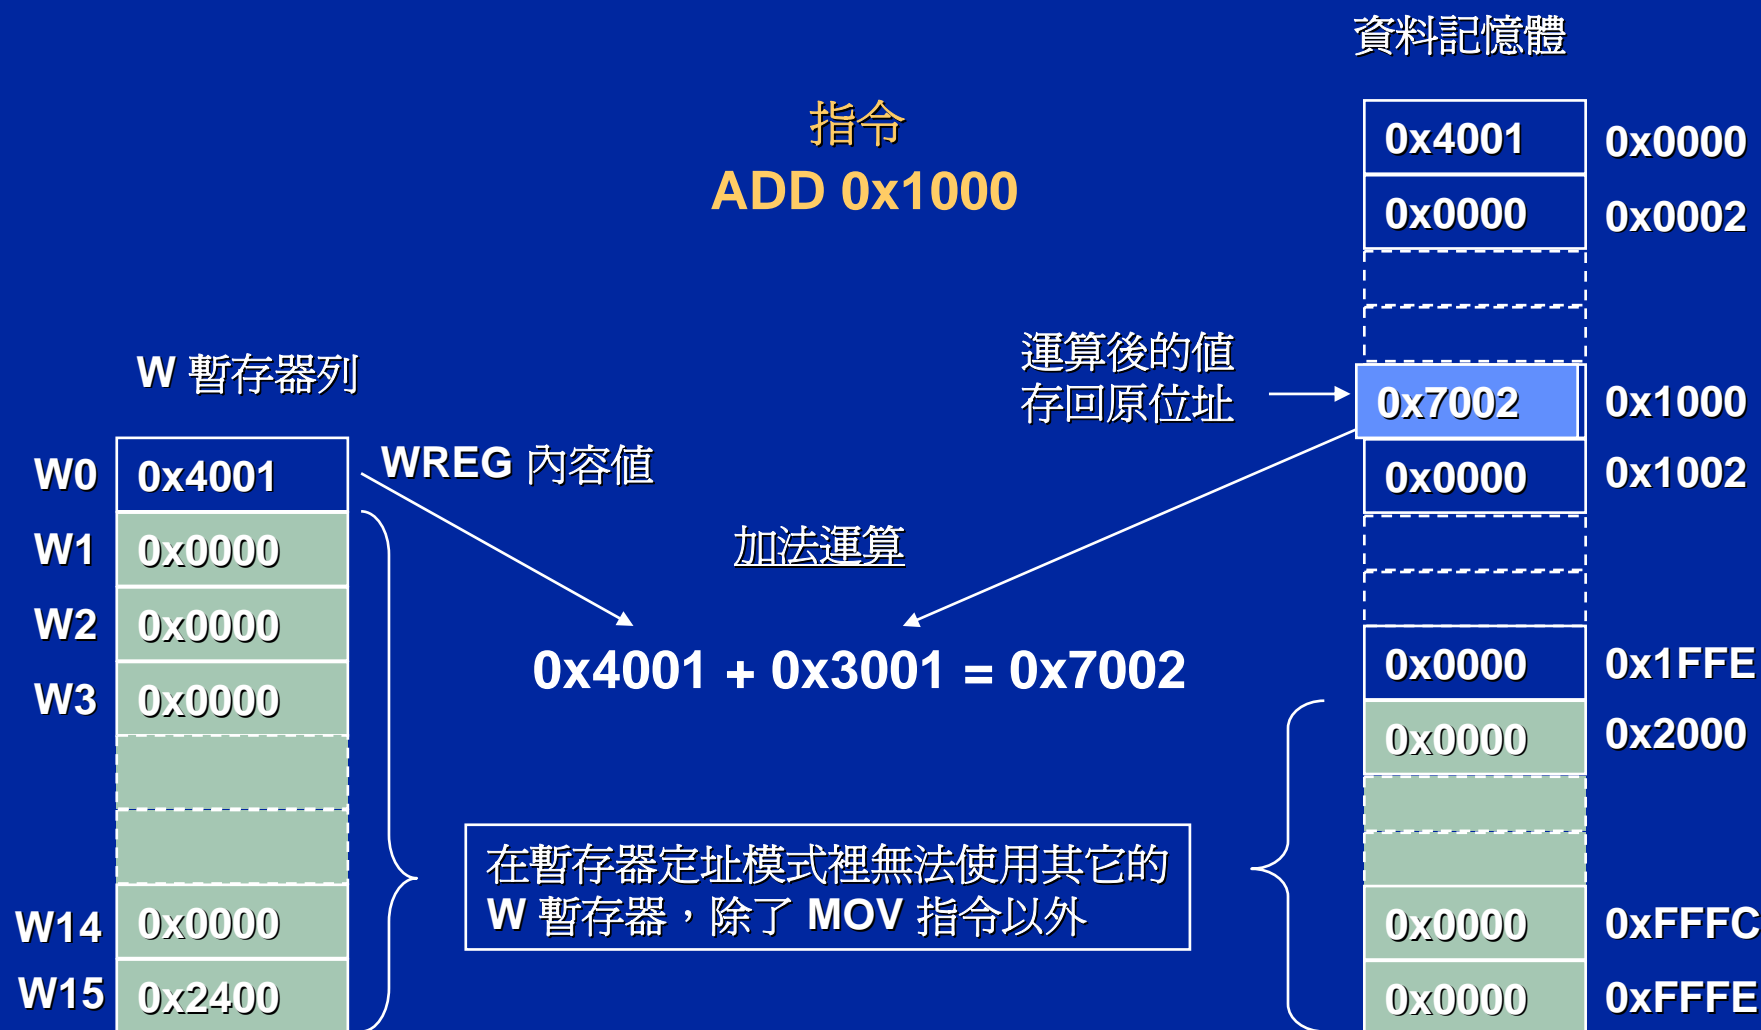 資料記憶體
指令
ADD 0x1000
0x4001 0x0000
0x0000 0x0002
運算後的值
存回原位址
0x7002 0x1000
0x0000 0x1002
W 暫存器列
W0 0x4001
WREG 內容值
W1 0x0000
W2 0x0000
W3 0x0000
加法運算
0x4001 + 0x3001 = 0x7002
0x0000 0x1FFE
0x0000 0x2000
在暫存器定址模式裡無法使用其它的
W 暫存器，除了 MOV 指令以外
W14 0x0000
W15 0x2400
0x0000 0xFFFC
0x0000 0xFFFE